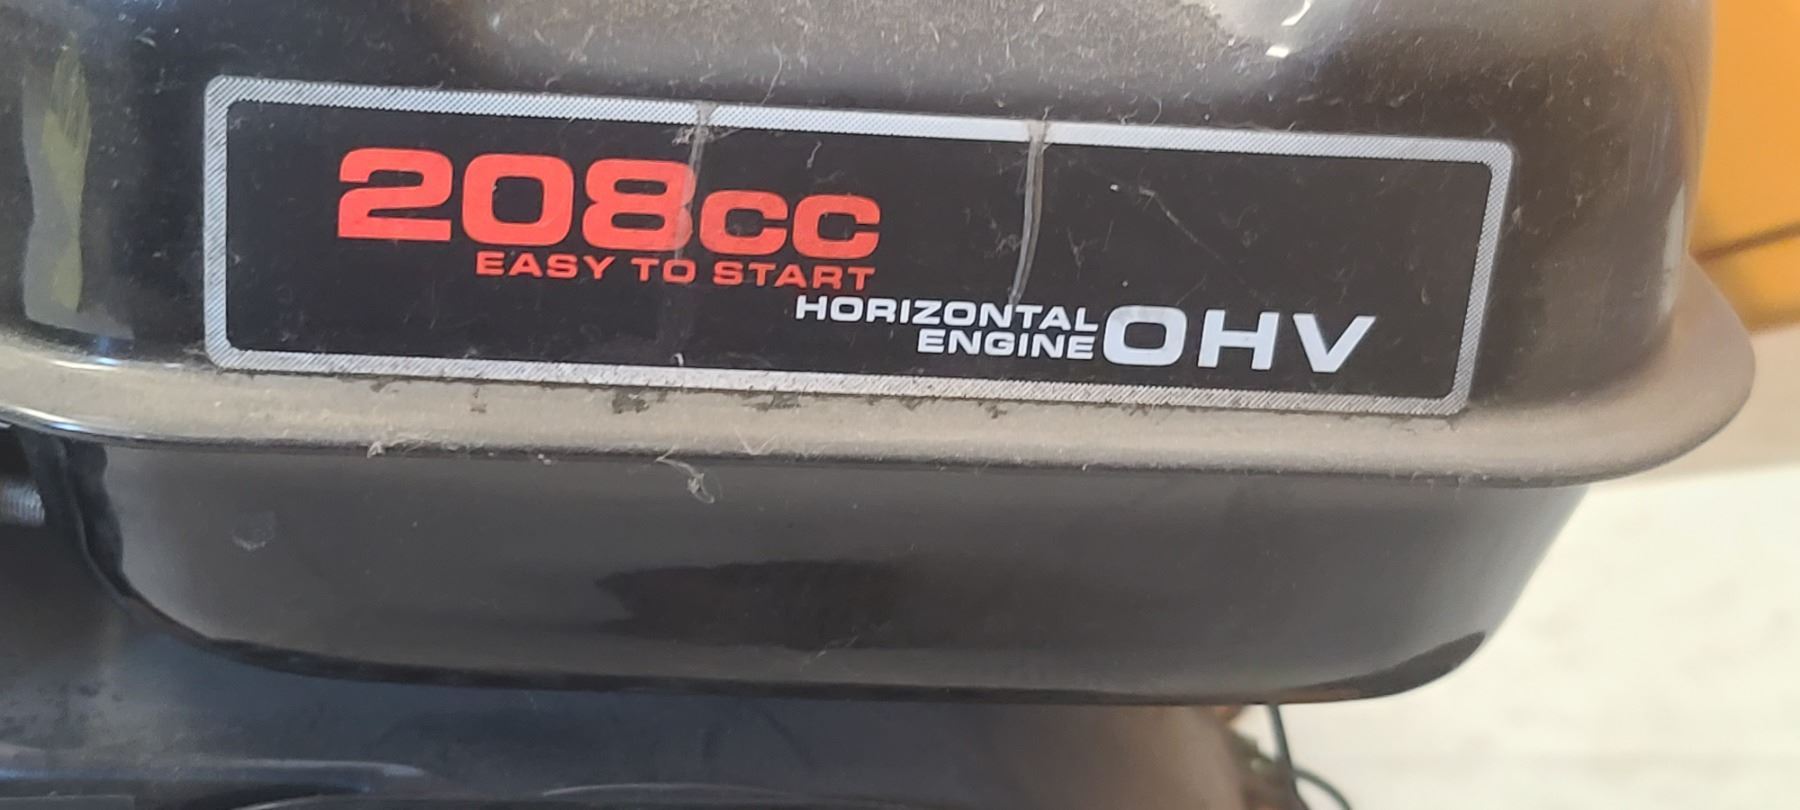 208cc
EASY TO START
HORIZONTAL
ENGINE OHV